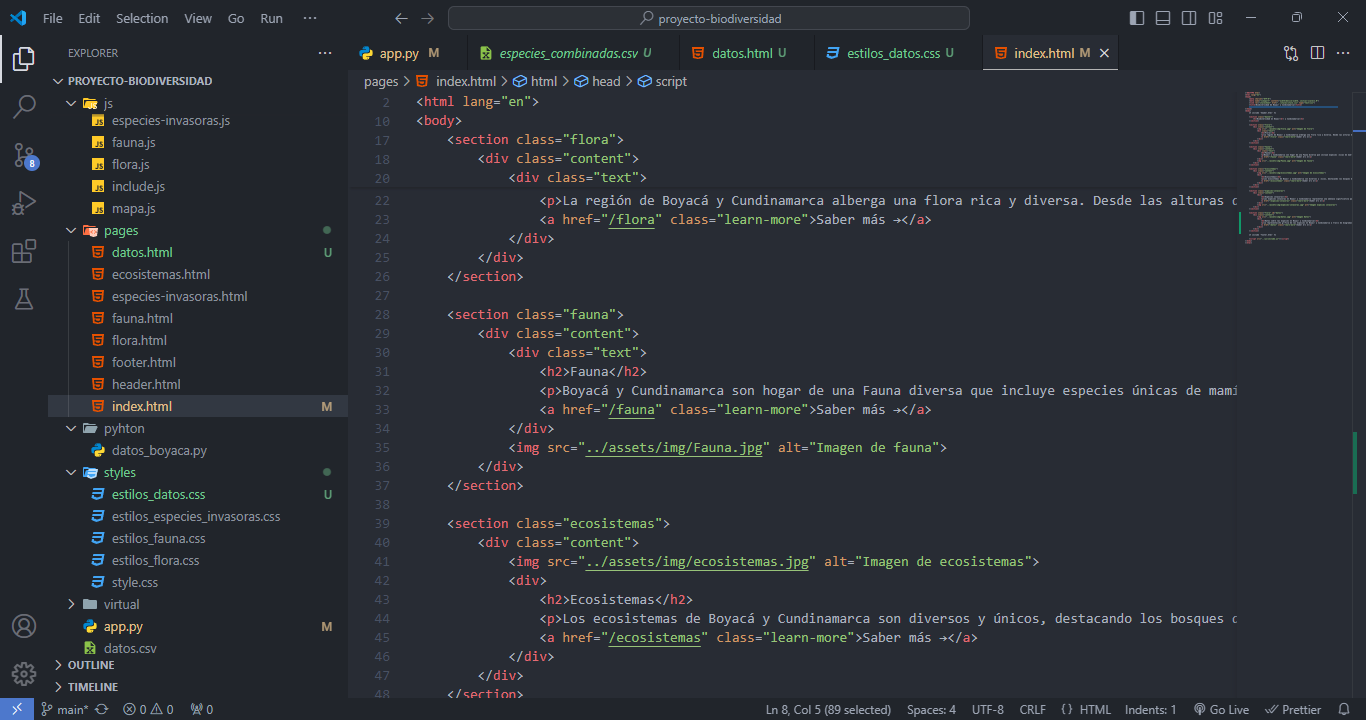 File Edit Selection View Go Run ···
proyecto-biodiversidad
EXPLORER
PROYECTO-BIODIVERSIDAD
js
especies-invasoras.js
fauna.js
flora.js
include.js
mapa.js
pages
datos.html U
ecosistemas.html
especies-invasoras.html
fauna.html
flora.html
footer.html
header.html
index.html M
pyhton
datos_boyaca.py
styles
estilos_datos.css U
estilos_especies_invasoras.css
estilos_fauna.css
estilos_flora.css
style.css
virtual
app.py M
datos.csv
OUTLINE
TIMELINE
8
app.py M especies_combinadas.csv U datos.html U estilos_datos.css U index.html M
pages > index.html > html > head > script
2 <html lang="en">
10 <body>
17 <section class="flora">
18 <div class="content">
20 <div class="text">
22 <p>La región de Boyacá y Cundinamarca alberga una flora rica y diversa. Desde las alturas
23 <a href="/flora" class="learn-more">Saber más →</a>
24 </div>
25 </div>
26 </section>
27
28 <section class="fauna">
29 <div class="content">
30 <div class="text">
31 <h2>Fauna</h2>
32 <p>Boyacá y Cundinamarca son hogar de una Fauna diversa que incluye especies únicas de mamí
33 <a href="/fauna" class="learn-more">Saber más →</a>
34 </div>
35 <img src="../assets/img/Fauna.jpg" alt="Imagen de fauna">
36 </div>
37 </section>
38
39 <section class="ecosistemas">
40 <div class="content">
41 <img src="../assets/img/ecosistemas.jpg" alt="Imagen de ecosistemas">
42 <div>
43 <h2>Ecosistemas</h2>
44 <p>Los ecosistemas de Boyacá y Cundinamarca son diversos y únicos, destacando los bosques
45 <a href="/ecosistemas" class="learn-more">Saber más →</a>
46 </div>
47 </div>
48 </section>
main* 0 0 0 Ln 8, Col 5 (89 selected) Spaces: 4 UTF-8 CRLF {} HTML Indents: 1 Go Live Prettier